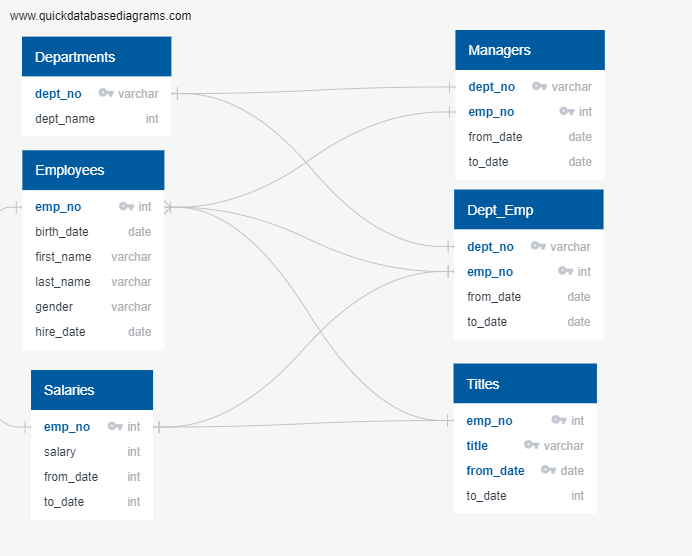 www.quickdatabasediagrams.com
Departments
dept_no varchar
dept_name int
Employees
emp_no int
birth_date date
first_name varchar
last_name varchar
gender varchar
hire_date date
Salaries
emp_no int
salary int
from_date int
to_date int
Managers
dept_no varchar
emp_no int
from_date date
to_date date
Dept_Emp
dept_no varchar
emp_no int
from_date date
to_date date
Titles
emp_no int
title varchar
from_date date
to_date int